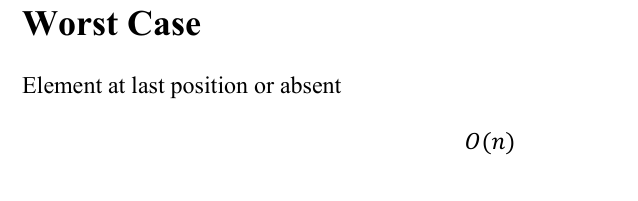 Worst Case
Element at last position or absent
O(n)